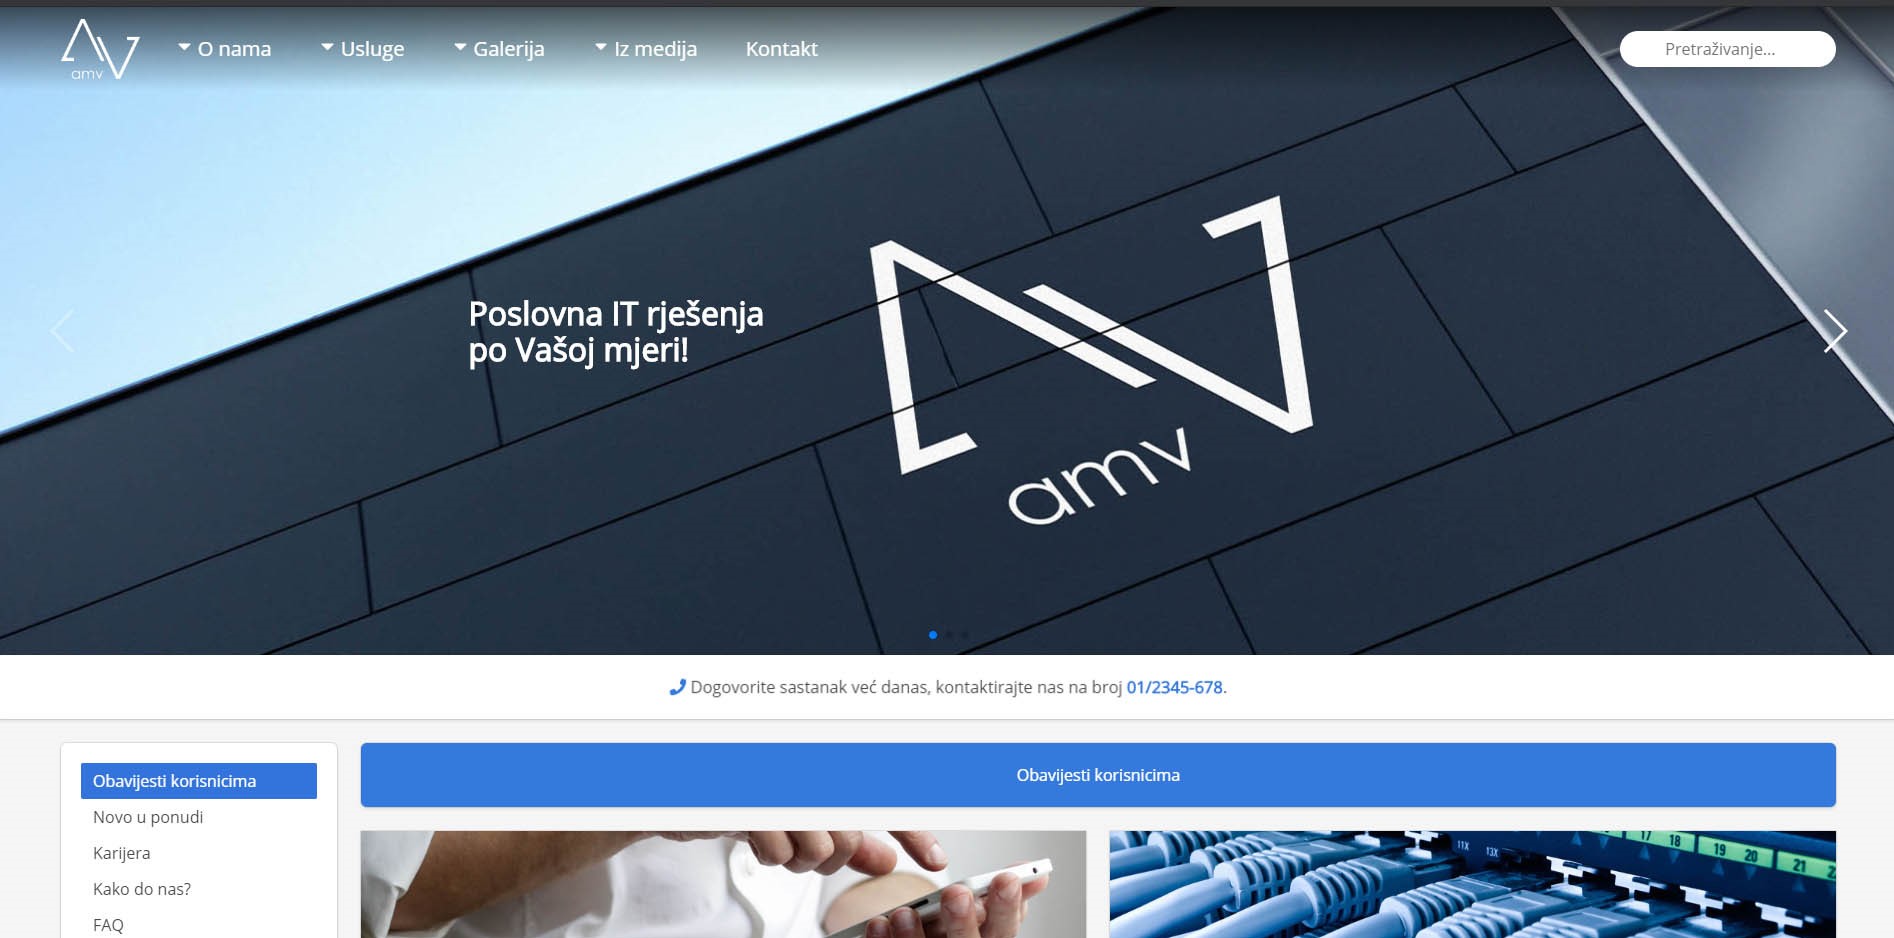 amv
O nama
Usluge
Galerija
Iz medija
Kontakt
Pretraživanje...
Poslovna IT rješenja
po Vašoj mjeri!
amv
Dogovorite sastanak već danas, kontaktirajte nas na broj 01/2345-678.
Obavijesti korisnicima
Novo u ponudi
Karijera
Kako do nas?
FAQ
Obavijesti korisnicima
11X
13X
17
18
19
20
21